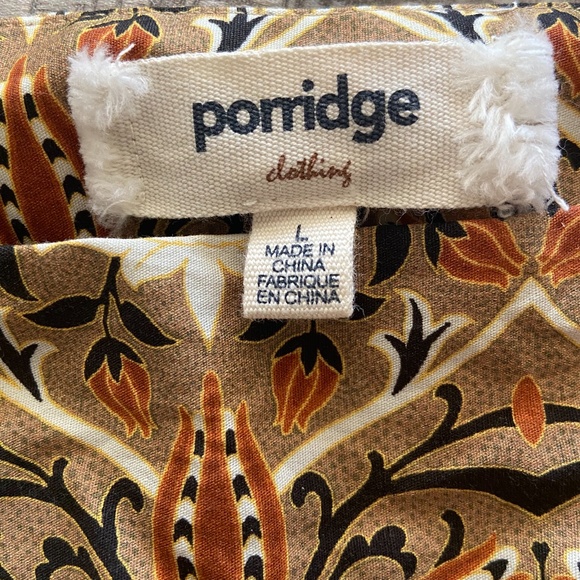 porridge
clothing
L
MADE IN
CHINA
FABRIQUE
EN CHINA